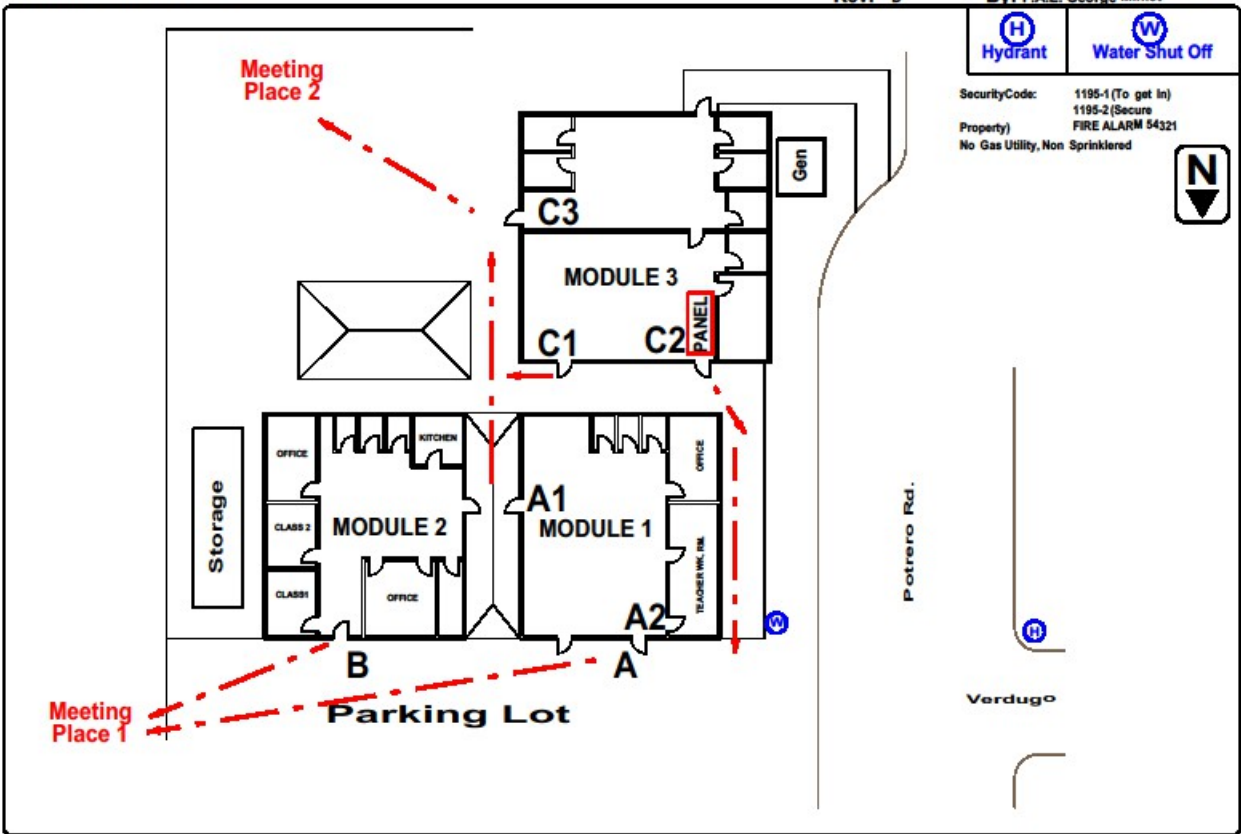 By:
H
Hydrant
W
Water Shut Off
SecurityCode: 1195-1 (To get In)
1195-2 (Secure
Property) FIRE ALARM 54321
No Gas Utility, Non Sprinklered
N
Meeting
Place 2
Gen
C3
MODULE 3
PANEL
C1
C2
Storage
OFFICE
KITCHEN
CLASS 2
MODULE 2
CLASS1
OFFICE
A1
MODULE 1
OFFICE
TEACHER WK. RM.
A2
W
Potrero Rd.
H
B
A
Verdugo
Meeting
Place 1
Parking Lot